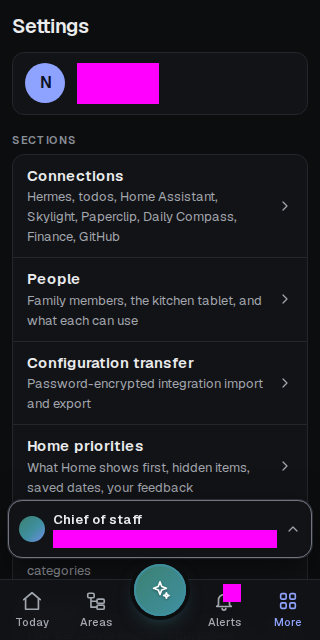 Settings
N
SECTIONS
Connections
Hermes, todos, Home Assistant,
Skylight, Paperclip, Daily Compass,
Finance, GitHub
People
Family members, the kitchen tablet, and
what each can use
Configuration transfer
Password-encrypted integration import
and export
Home priorities
What Home shows first, hidden items,
saved dates, your feedback
Chief of staff
categories
Today
Areas
Alerts
More